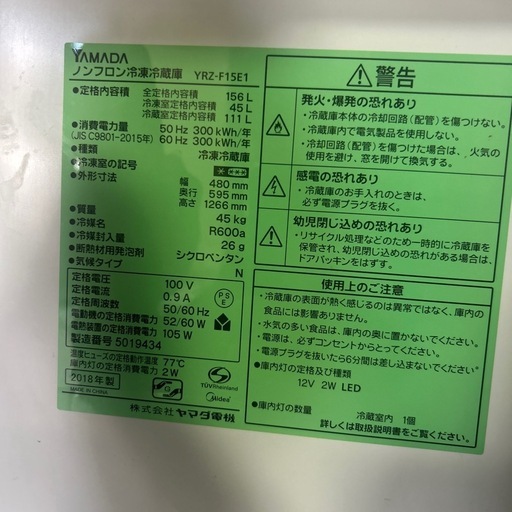 YAMADA
ノンフロン冷凍冷蔵庫 YRZ-F15E1
●定格内容積 全定格内容積 156 L
冷凍室定格内容積 45 L
冷蔵室定格内容積 111 L
●消費電力量 50 Hz 300 kWh/年
(JIS C9801-2015年) 60 Hz 300 kWh/年
●種類 冷凍冷蔵庫
●冷凍室の記号
●外形寸法 幅 480 mm
奥行 595 mm
高さ 1266 mm
●質量 45 kg
●冷媒名 R600a
●冷媒封入量 26 g
●断熱材用発泡剤 シクロペンタン
●気候タイプ N
定格電圧 100 V
定格電流 0.9 A
定格周波数 50/60 Hz
電動機の定格消費電力 52/60 W
電熱装置の定格消費電力 105 W
製造番号 5019434
PSE
温度ヒューズの定格動作温度 77℃
庫内灯の定格消費電力 2 W
2018年製
MADE IN CHINA
TÜVRheinland
Midea
株式会社 ヤマダ電機
警告
発火・爆発の恐れあり
・冷蔵庫本体の冷却回路(配管)を傷つけない。
・冷蔵庫内で電気製品を使用しない。
・冷却回路(配管)を傷つけた場合は、火気の
使用を避け、窓を開けて換気する。
感電の恐れあり
・冷蔵庫のお手入れのときは、
必ず電源プラグを抜く。
幼児閉じ込めの恐れあり
・リサイクル処理などのため一時的に冷蔵庫を
保管され、幼児閉じ込めの恐れがある場合は、
ドアパッキンをはずす。
使用上のご注意
・冷蔵庫の表面が熱く感じるのは異常ではなく、庫内の
食品には影響ありません。
・水気の多い食品は、庫内の奥に置かないでください。
・電源は、必ずコンセントからとってください。
・電源プラグを抜いたら6分間は差し込まないでください。
●庫内灯の定格及び種類
12V 2W LED
●庫内灯の数量 冷蔵室内 1個
詳しくは取扱説明書をご覧ください。